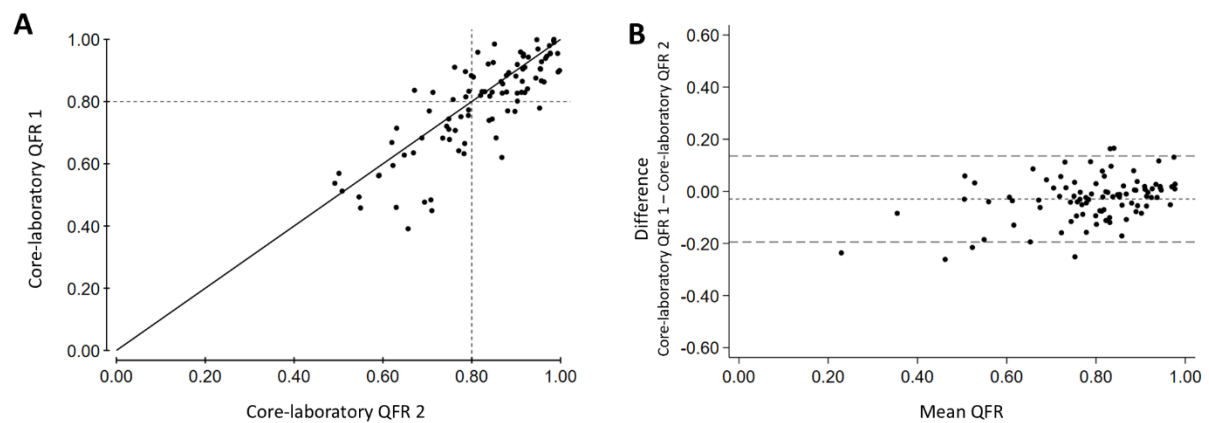 A
Core-laboratory QFR 1
1.00
0.80
0.60
0.40
0.20
0.00
0.00 0.20 0.40 0.60 0.80 1.00
Core-laboratory QFR 2
B
Difference
Core-laboratory QFR 1 – Core-laboratory QFR 2
0.60
0.40
0.20
0.00
-0.20
-0.40
-0.60
0.00 0.20 0.40 0.60 0.80 1.00
Mean QFR